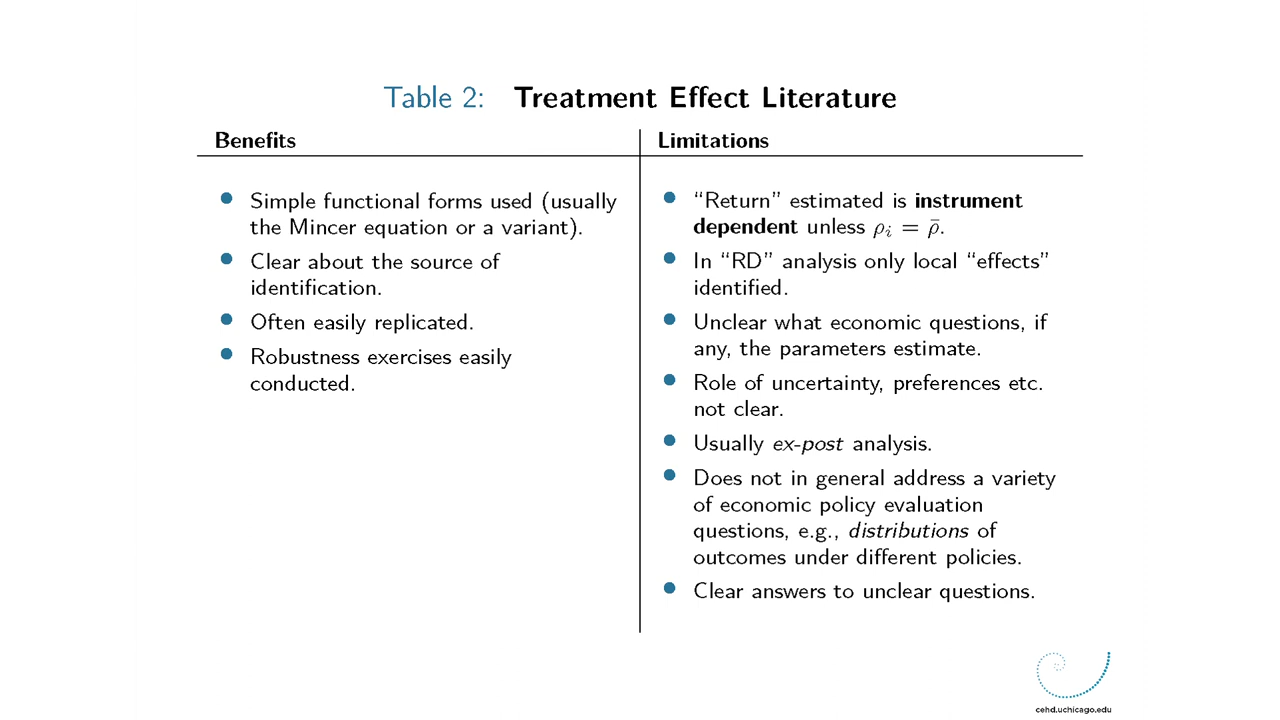 Table 2: Treatment Effect Literature
Benefits
• Simple functional forms used (usually
the Mincer equation or a variant).
• Clear about the source of
identification.
• Often easily replicated.
• Robustness exercises easily
conducted.
Limitations
• “Return” estimated is instrument
dependent unless ρᵢ = ρ̄.
• In “RD” analysis only local “effects”
identified.
• Unclear what economic questions, if
any, the parameters estimate.
• Role of uncertainty, preferences etc.
not clear.
• Usually ex-post analysis.
• Does not in general address a variety
of economic policy evaluation
questions, e.g., distributions of
outcomes under different policies.
• Clear answers to unclear questions.
cehd.uchicago.edu